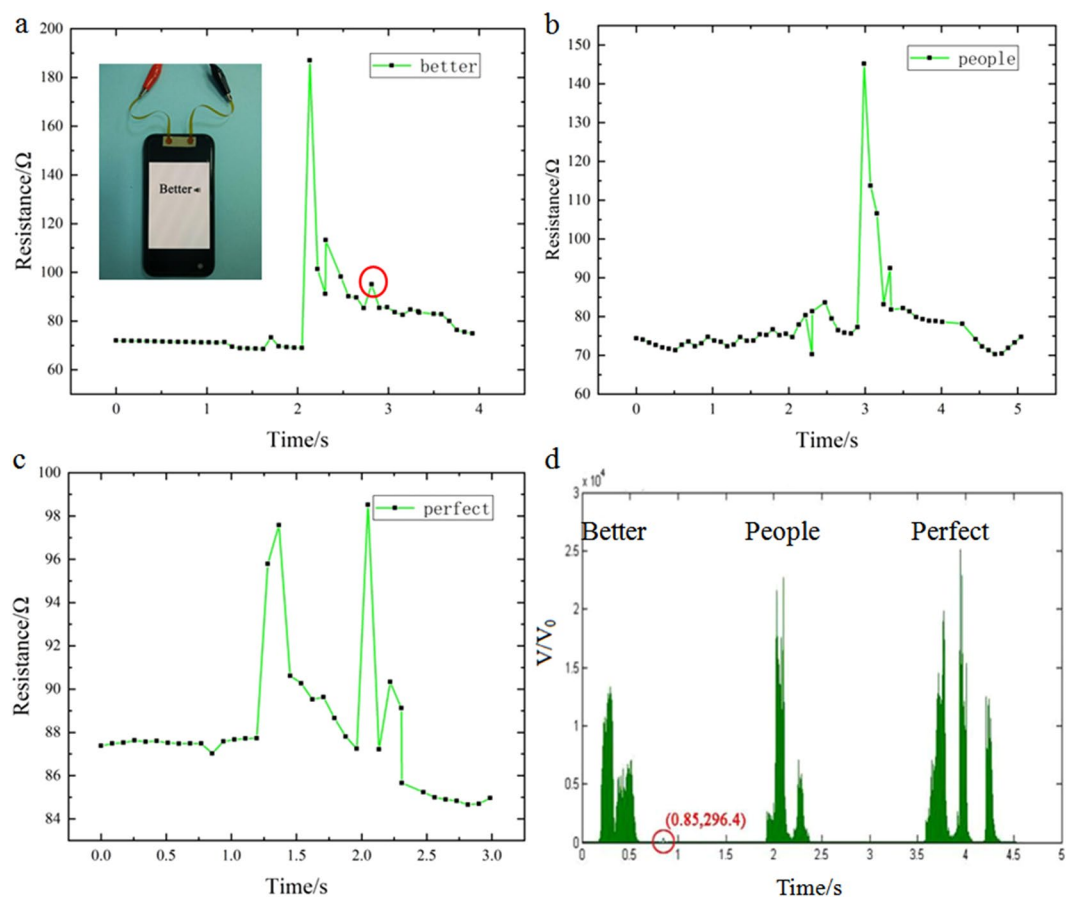 a
better
Better
Resistance/Ω
200
180
160
140
120
100
80
60
0
1
2
3
4
Time/s
b
people
Resistance/Ω
150
140
130
120
110
100
90
80
70
60
0
1
2
3
4
5
Time/s
c
perfect
Resistance/Ω
100
98
96
94
92
90
88
86
84
0.0
0.5
1.0
1.5
2.0
2.5
3.0
Time/s
d
x 10⁴
Better People Perfect
V/V₀
3
2.5
2
1.5
1
0.5
0
(0.85,296.4)
0 0.5 1 1.5 2 2.5 3 3.5 4 4.5 5
Time/s